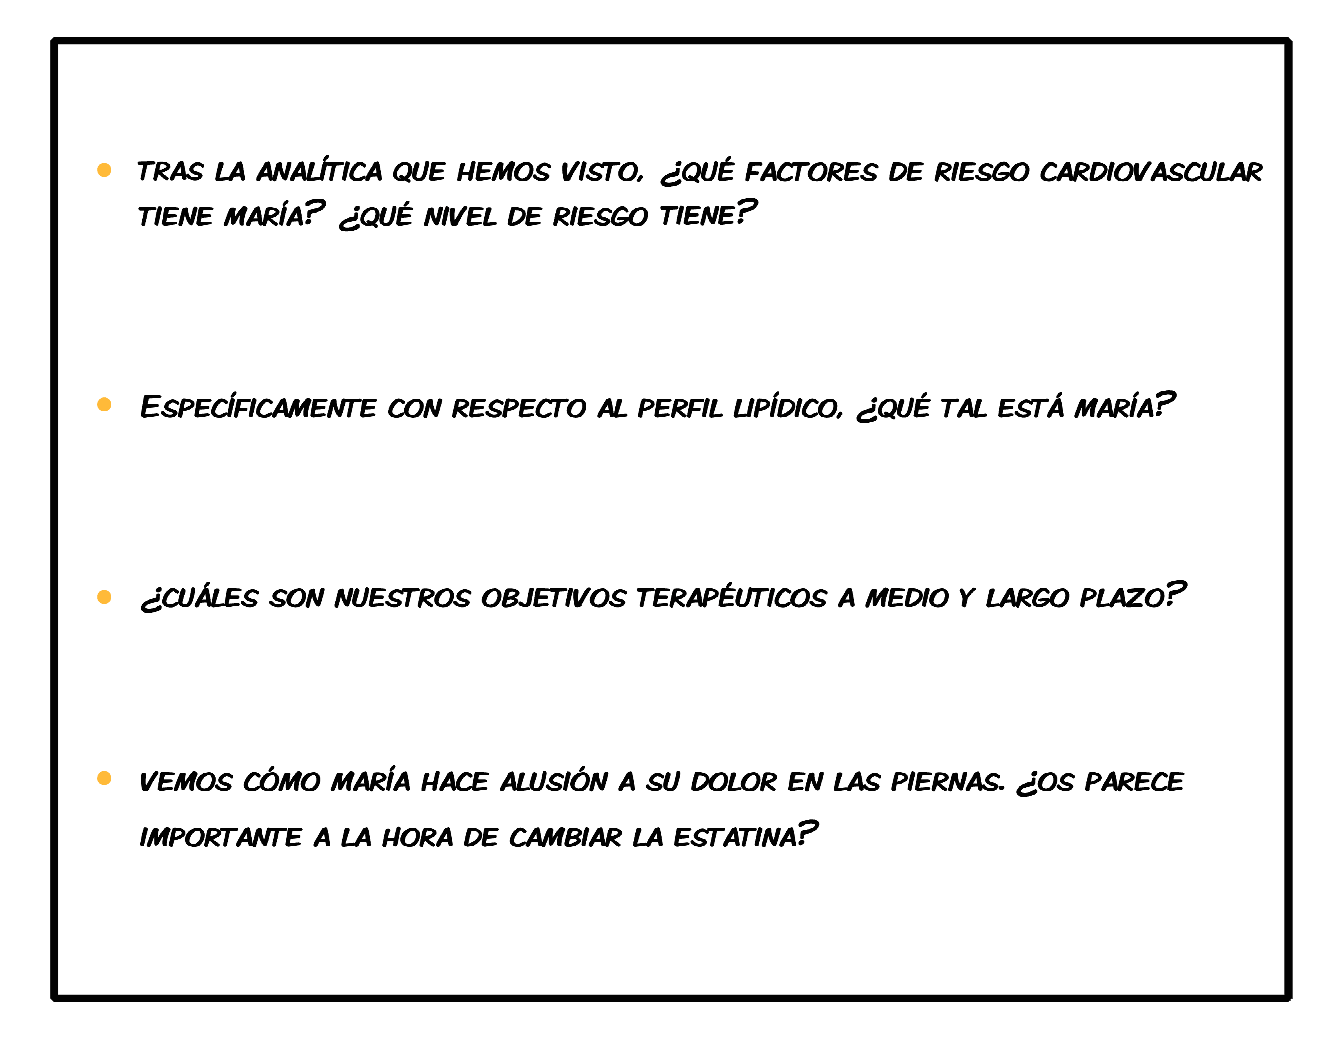 • TRAS LA ANALÍTICA QUE HEMOS VISTO, ¿QUÉ FACTORES DE RIESGO CARDIOVASCULAR
TIENE MARÍA? ¿QUÉ NIVEL DE RIESGO TIENE?
• ESPECÍFICAMENTE CON RESPECTO AL PERFIL LIPÍDICO, ¿QUÉ TAL ESTÁ MARÍA?
• ¿CUÁLES SON NUESTROS OBJETIVOS TERAPÉUTICOS A MEDIO Y LARGO PLAZO?
• VEMOS CÓMO MARÍA HACE ALUSIÓN A SU DOLOR EN LAS PIERNAS. ¿OS PARECE
IMPORTANTE A LA HORA DE CAMBIAR LA ESTATINA?